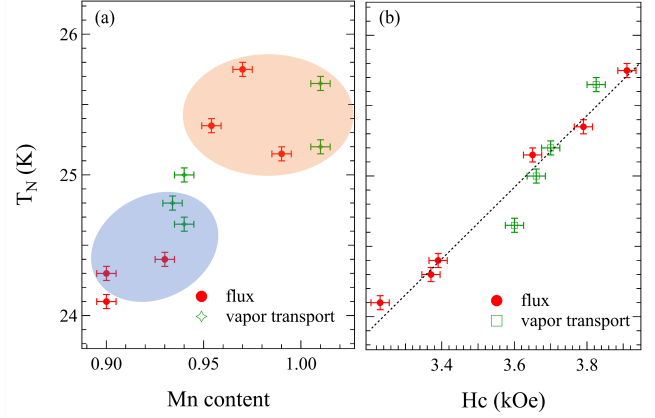 (a)
(b)
26
25
24
T_N (K)
flux
vapor transport
flux
vapor transport
0.90 0.95 1.00
3.4 3.6 3.8
Mn content
Hc (kOe)